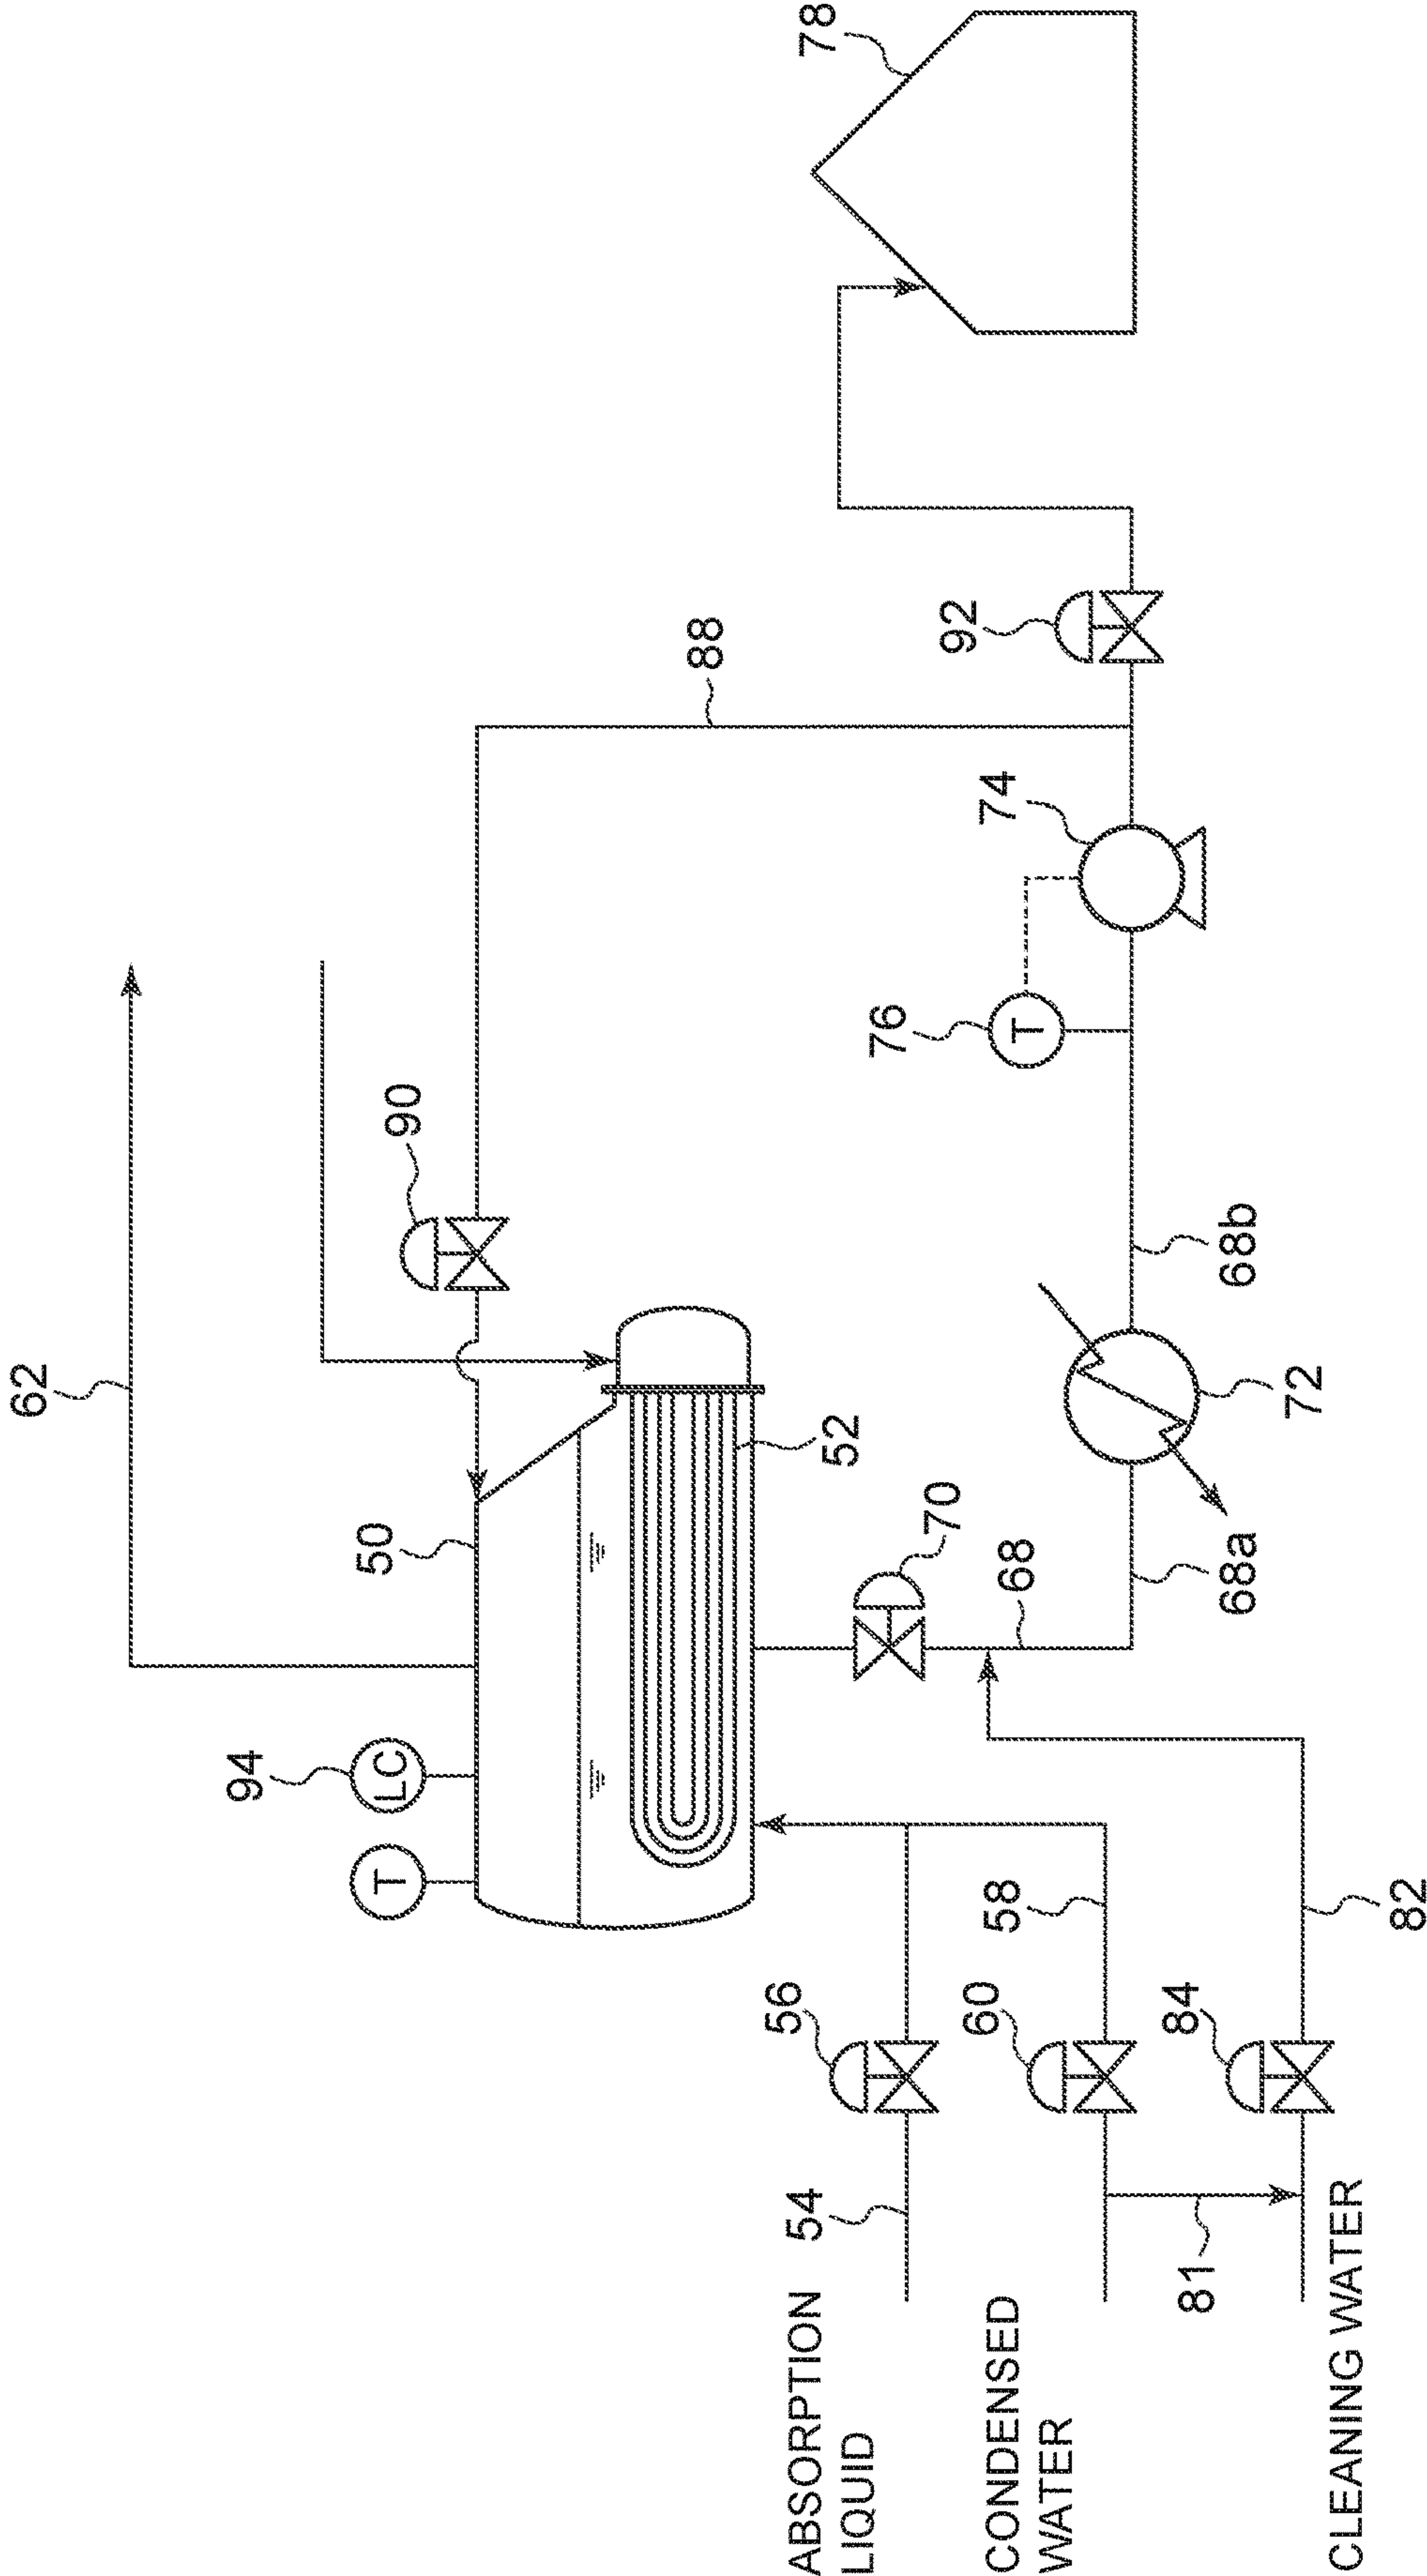 62
94
T
LC
50
90
88
52
78
ABSORPTION
LIQUID
54
56
70
76
T
74
92
CONDENSED
WATER
60
58
68
81
84
68a
72
68b
CLEANING WATER
82